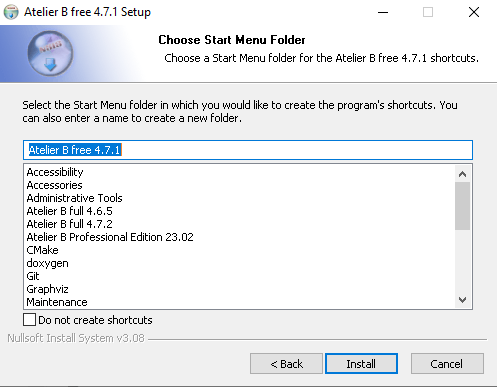 Atelier B free 4.7.1 Setup
Choose Start Menu Folder
Choose a Start Menu folder for the Atelier B free 4.7.1 shortcuts.
Select the Start Menu folder in which you would like to create the program's shortcuts. You
can also enter a name to create a new folder.
Atelier B free 4.7.1
Accessibility
Accessories
Administrative Tools
Atelier B full 4.6.5
Atelier B full 4.7.2
Atelier B Professional Edition 23.02
CMake
doxygen
Git
Graphviz
Maintenance
Do not create shortcuts
Nullsoft Install System v3.08
< Back
Install
Cancel